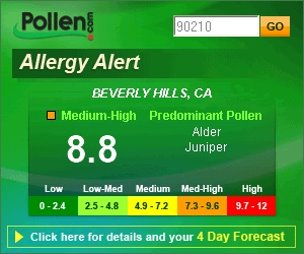 Pollen.com
90210 GO
Allergy Alert
BEVERLY HILLS, CA
Medium-High Predominant Pollen
8.8
Alder
Juniper
Low Low-Med Medium Med-High High
0 - 2.4 2.5 - 4.8 4.9 - 7.2 7.3 - 9.6 9.7 - 12
Click here for details and your 4 Day Forecast